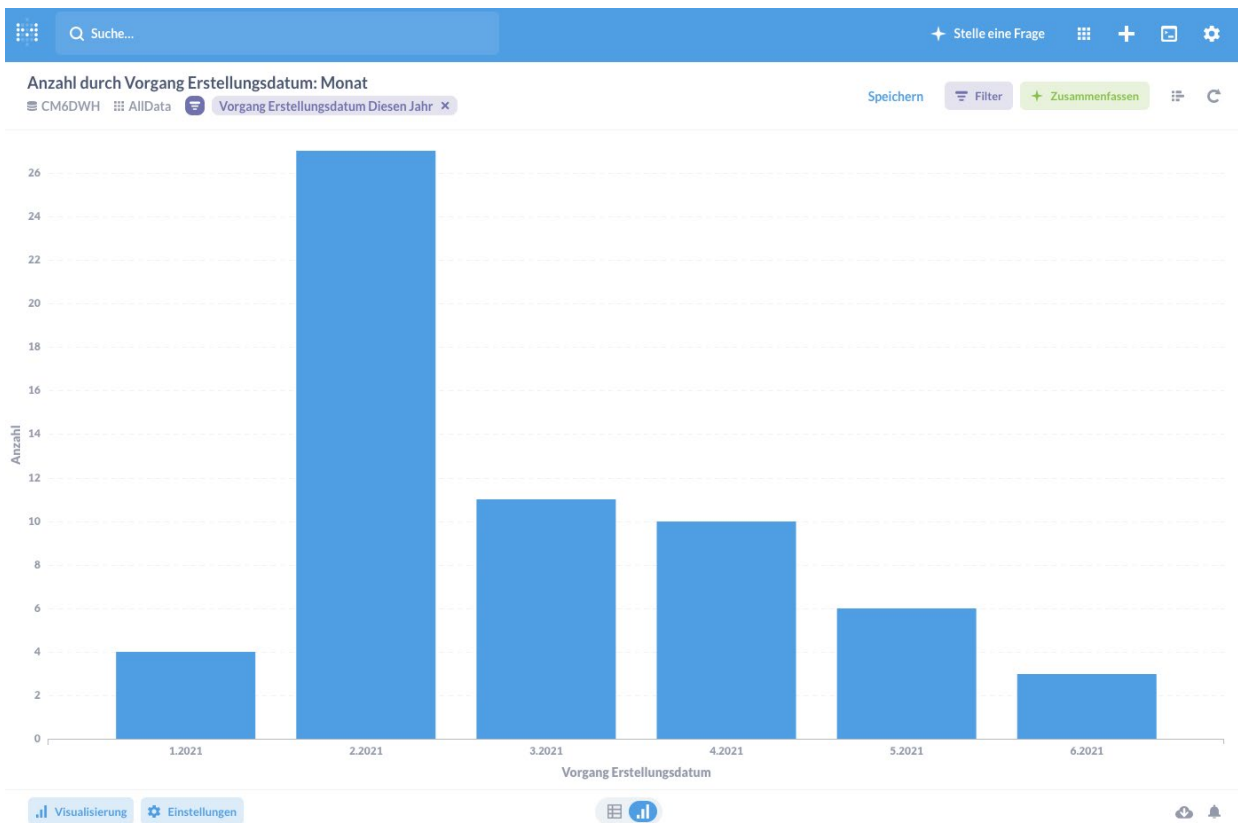 Suche...
Stelle eine Frage
Anzahl durch Vorgang Erstellungsdatum: Monat
CM6DWH AllData Vorgang Erstellungsdatum Diesen Jahr ×
Speichern Filter Zusammenfassen
26
24
22
20
18
16
14
12
10
8
6
4
2
0
Anzahl
1.2021 2.2021 3.2021 4.2021 5.2021 6.2021
Vorgang Erstellungsdatum
Visualisierung Einstellungen